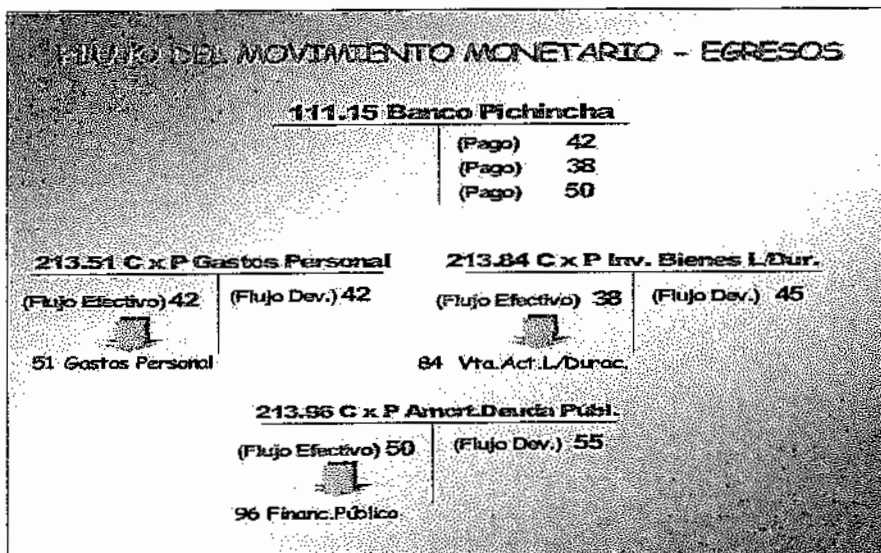 FLUJO DEL MOVIMIENTO MONETARIO - EGRESOS
111.15 Banco Pichincha
(Pago) 42
(Pago) 38
(Pago) 50
213.51 C x P Gastos Personal
(Flujo Efectivo) 42 (Flujo Dev.) 42
51 Gastos Personal
213.84 C x P Inv. Bienes L/Dur.
(Flujo Efectivo) 38 (Flujo Dev.) 45
84 Vta.Act.L/Durac.
213.96 C x P Amort.Deuda Públ.
(Flujo Efectivo) 50 (Flujo Dev.) 55
96 Financ.Público